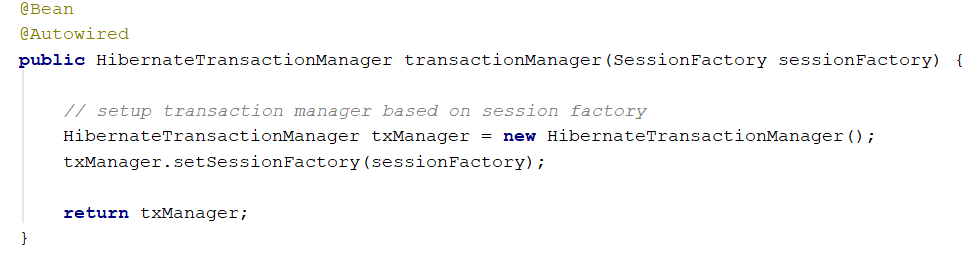 @Bean
@Autowired
public HibernateTransactionManager transactionManager(SessionFactory sessionFactory) {
// setup transaction manager based on session factory
HibernateTransactionManager txManager = new HibernateTransactionManager();
txManager.setSessionFactory(sessionFactory);
return txManager;
}